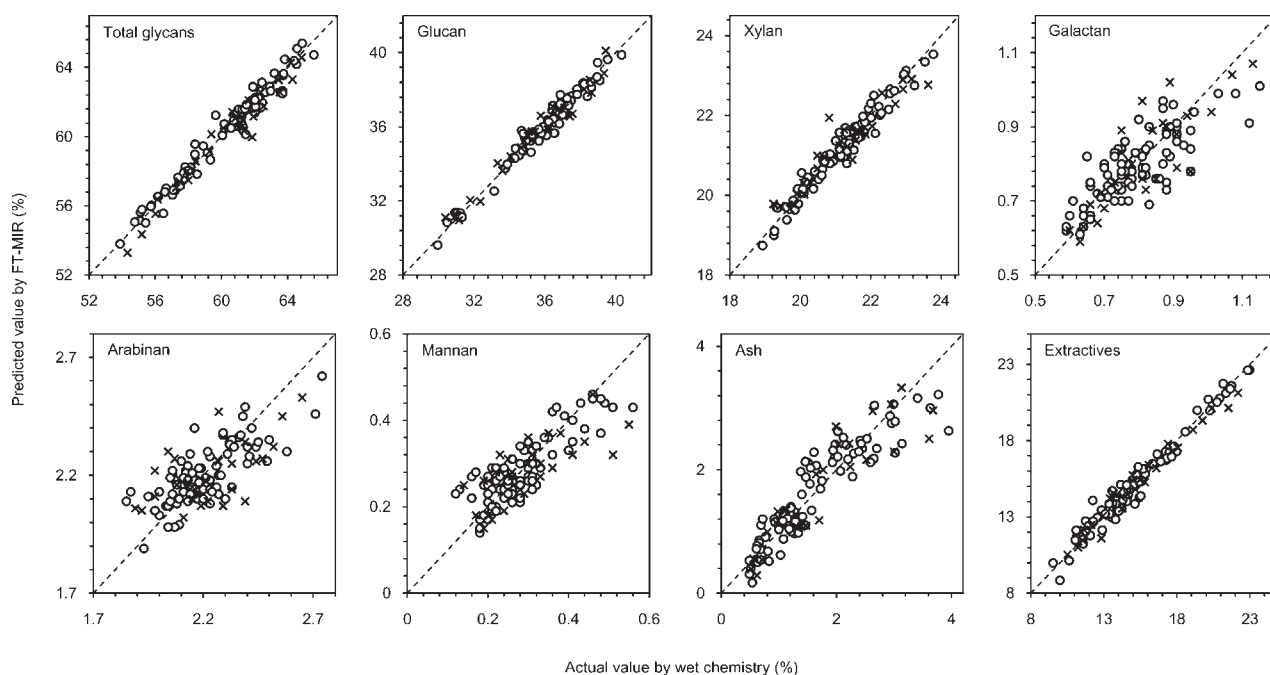 Total glycans
Glucan
Xylan
Galactan
64
60
56
52
52 56 60 64
40
36
32
28
28 30 32 34 36 38 40
24
22
20
18
18 20 22 24
1.1
0.9
0.7
0.5
0.5 0.7 0.9 1.1
Predicted value by FT-MIR (%)
Arabinan
Mannan
Ash
Extractives
2.7
2.2
1.7
1.7 2.2 2.7
0.6
0.4
0.2
0
0 0.2 0.4 0.6
4
2
0
0 2 4
23
18
13
8
8 13 18 23
Actual value by wet chemistry (%)